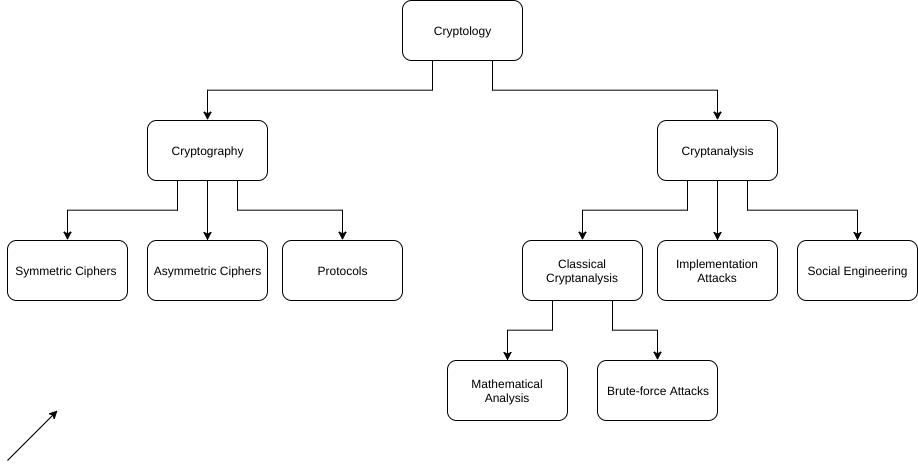 Cryptology
Cryptography
Cryptanalysis
Symmetric Ciphers
Asymmetric Ciphers
Protocols
Classical
Cryptanalysis
Implementation
Attacks
Social Engineering
Mathematical
Analysis
Brute-force Attacks